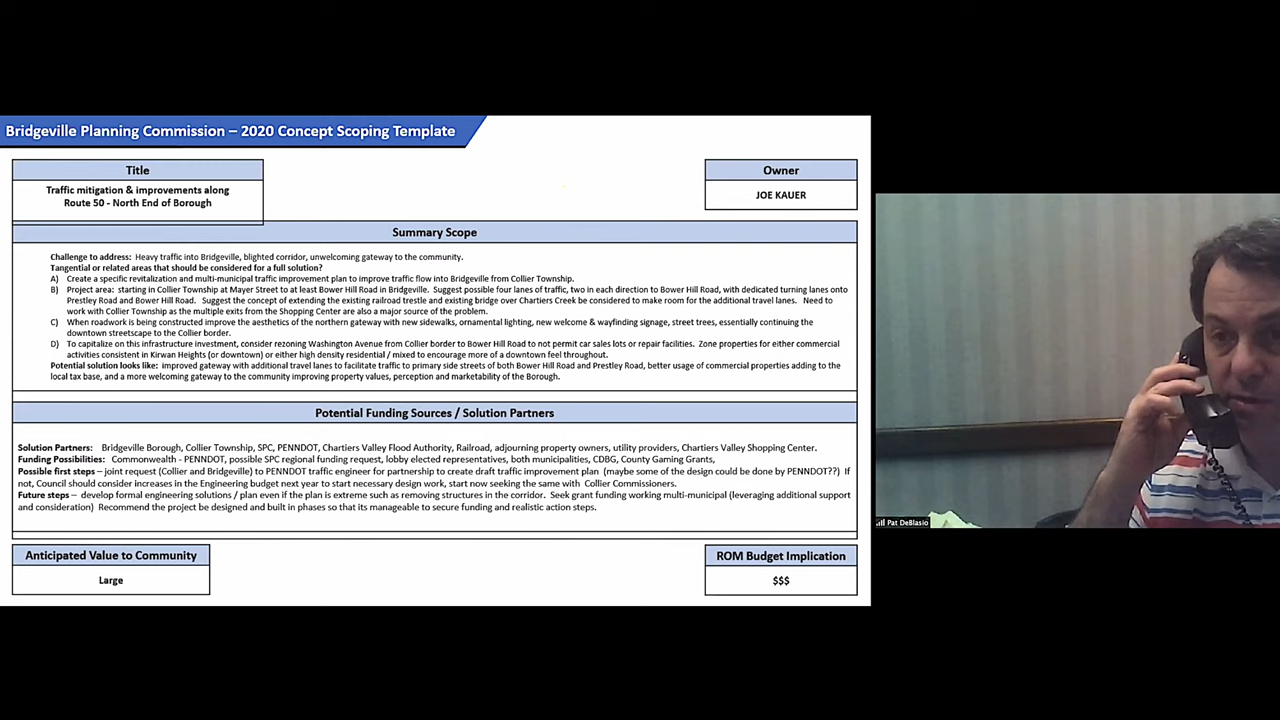 Bridgeville Planning Commission – 2020 Concept Scoping Template
Title
Traffic mitigation & improvements along
Route 50 - North End of Borough
Owner
JOE KAUER
Summary Scope
Challenge to address: Heavy traffic into Bridgeville, blighted corridor, unwelcoming gateway to the community.
Tangential or related areas that should be considered for a full solution?
A) Create a specific revitalization and multi-municipal traffic improvement plan to improve traffic flow into Bridgeville from Collier Township.
B) Project area: starting in Collier Township at Mayer Street to at least Bower Hill Road in Bridgeville. Suggest possible four lanes of traffic, two in each direction to Bower Hill Road, with dedicated turning lanes onto
Prestley Road and Bower Hill Road. Suggest the concept of extending the existing railroad trestle and existing bridge over Chartiers Creek be considered to make room for the additional travel lanes. Need to
work with Collier Township as the multiple exits from the Shopping Center are also a major source of the problem.
C) When roadwork is being constructed improve the aesthetics of the northern gateway with new sidewalks, ornamental lighting, new welcome & wayfinding signage, street trees, essentially continuing the
downtown streetscape to the Collier border.
D) To capitalize on this infrastructure investment, consider rezoning Washington Avenue from Collier border to Bower Hill Road to not permit car sales lots or repair facilities. Zone properties for either commercial
activities consistent in Kirwan Heights (or downtown) or either high density residential / mixed to encourage more of a downtown feel throughout.
Potential solution looks like: improved gateway with additional travel lanes to facilitate traffic to primary side streets of both Bower Hill Road and Prestley Road, better usage of commercial properties adding to the
local tax base, and a more welcoming gateway to the community improving property values, perception and marketability of the Borough.
Potential Funding Sources / Solution Partners
Solution Partners: Bridgeville Borough, Collier Township, SPC, PENNDOT, Chartiers Valley Flood Authority, Railroad, adjourning property owners, utility providers, Chartiers Valley Shopping Center.
Funding Possibilities: Commonwealth - PENNDOT, possible SPC regional funding request, lobby elected representatives, both municipalities, CDBG, County Gaming Grants,
Possible first steps – joint request (Collier and Bridgeville) to PENNDOT traffic engineer for partnership to create draft traffic improvement plan (maybe some of the design could be done by PENNDOT??) If
not, Council should consider increases in the Engineering budget next year to start necessary design work, start now seeking the same with Collier Commissioners.
Future steps – develop formal engineering solutions / plan even if the plan is extreme such as removing structures in the corridor. Seek grant funding working multi-municipal (leveraging additional support
and consideration) Recommend the project be designed and built in phases so that its manageable to secure funding and realistic action steps.
Anticipated Value to Community
Large
ROM Budget Implication
$$$
Pat DeBlasio